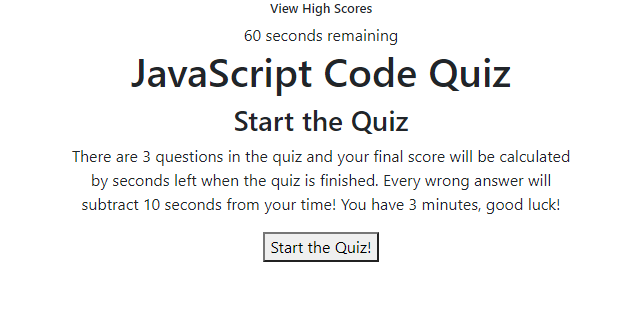 View High Scores
60 seconds remaining
JavaScript Code Quiz
Start the Quiz
There are 3 questions in the quiz and your final score will be calculated
by seconds left when the quiz is finished. Every wrong answer will
subtract 10 seconds from your time! You have 3 minutes, good luck!
Start the Quiz!